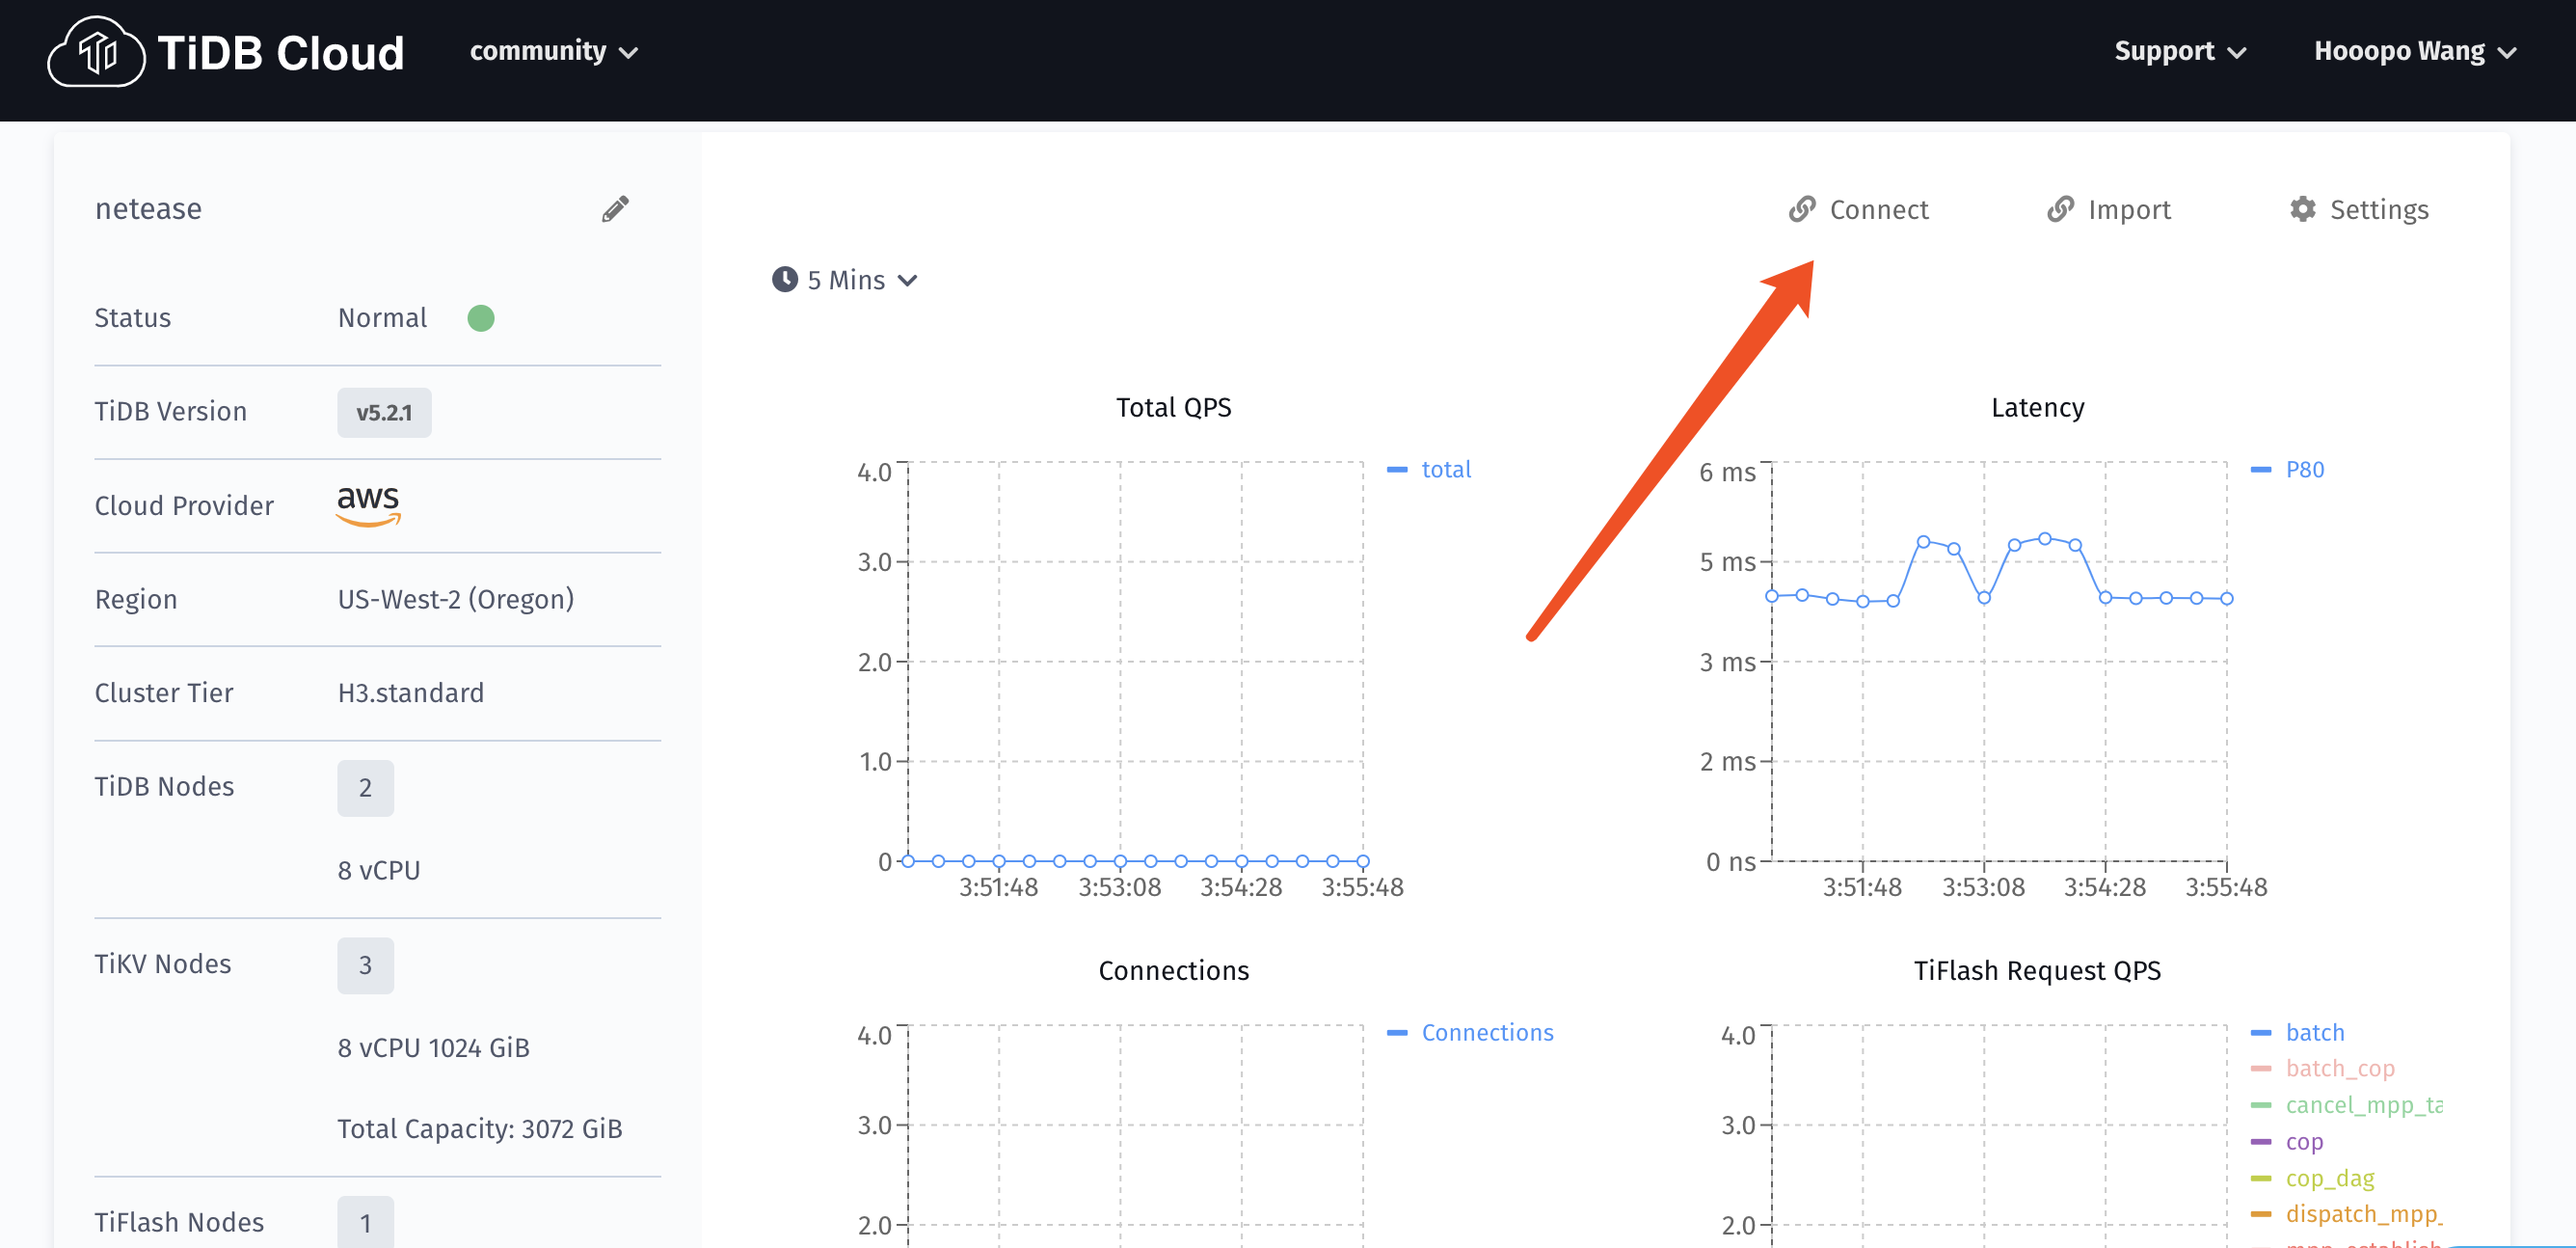 TiDB Cloud community Support Hooopo Wang
netease
Connect Import Settings
5 Mins
Status Normal
TiDB Version v5.2.1
Cloud Provider aws
Region US-West-2 (Oregon)
Cluster Tier H3.standard
TiDB Nodes 2
8 vCPU
TiKV Nodes 3
8 vCPU 1024 GiB
Total Capacity: 3072 GiB
TiFlash Nodes 1
Total QPS
4.0
3.0
2.0
1.0
0
3:51:48 3:53:08 3:54:28 3:55:48
total
Latency
6 ms
5 ms
3 ms
2 ms
0 ns
3:51:48 3:53:08 3:54:28 3:55:48
P80
Connections
4.0
3.0
2.0
Connections
TiFlash Request QPS
4.0
3.0
2.0
batch
batch_cop
cancel_mpp_ta
cop
cop_dag
dispatch_mpp_